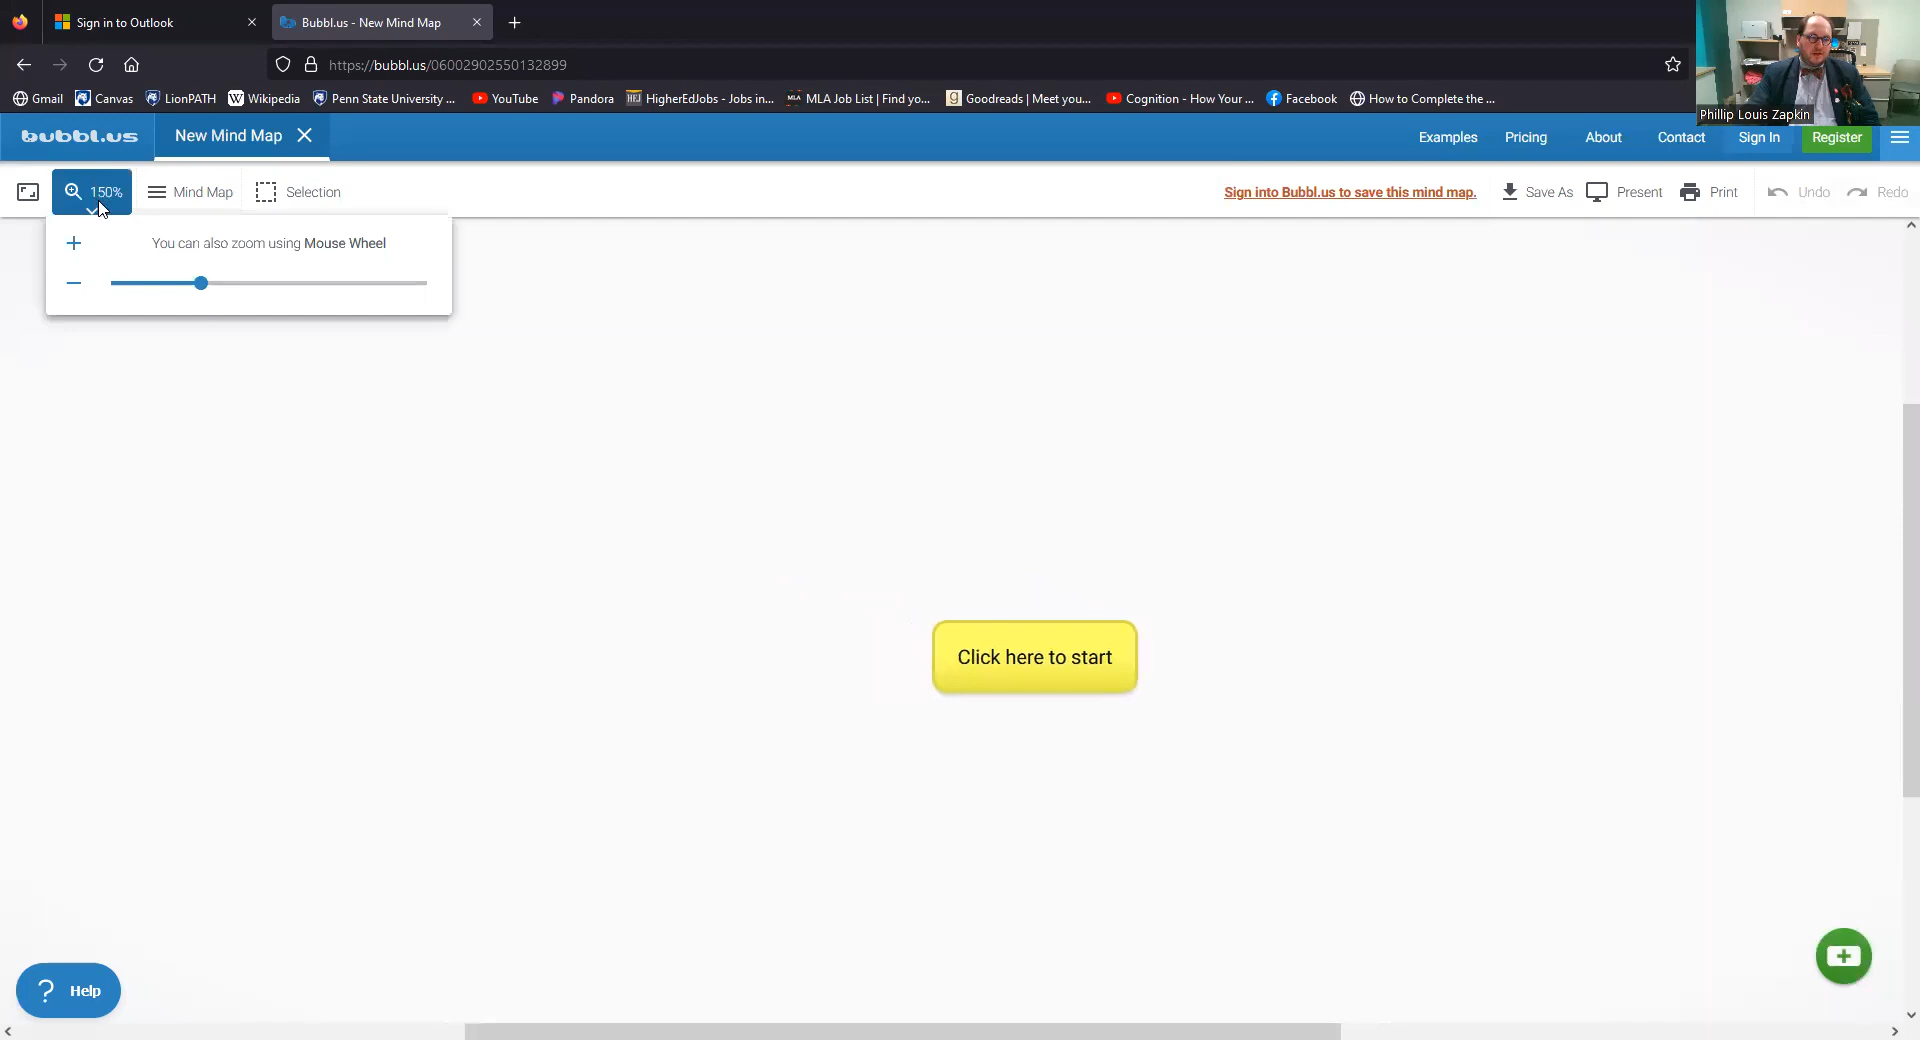 Sign in to Outlook
Bubbl.us - New Mind Map
https://bubbl.us/06002902550132899
Gmail
Canvas
LionPATH
Wikipedia
Penn State University ...
YouTube
Pandora
HigherEdJobs - Jobs in...
MLA Job List | Find yo...
Goodreads | Meet you...
Cognition - How Your ...
Facebook
How to Complete the ...
Phillip Louis Zapkin
bubbl.us
New Mind Map
Examples
Pricing
About
Contact
Sign In
Register
150%
Mind Map
Selection
Sign into Bubbl.us to save this mind map.
Save As
Present
Print
Undo
Redo
You can also zoom using Mouse Wheel
Click here to start
? Help